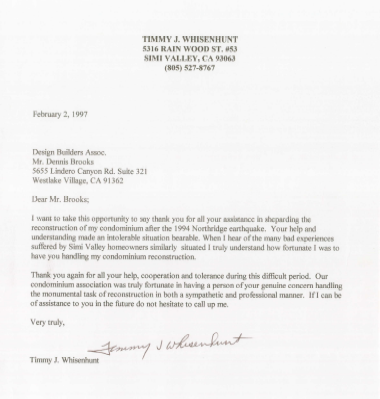 TIMMY J. WHISENHUNT
5316 RAIN WOOD ST. #53
SIMI VALLEY, CA 93063
(805) 527-8767
February 2, 1997
Design Builders Assoc.
Mr. Dennis Brooks
5655 Lindero Canyon Rd. Suite 321
Westlake Village, CA 91362
Dear Mr. Brooks;
I want to take this opportunity to say thank you for all your assistance in sheparding the
reconstruction of my condominium after the 1994 Northridge earthquake. Your help and
understanding made an intolerable situation bearable. When I hear of the many bad experiences
suffered by Simi Valley homeowners similarly situated I truly understand how fortunate I was to
have you handling my condominium reconstruction.
Thank you again for all your help, cooperation and tolerance during this difficult period. Our
condominium association was truly fortunate in having a person of your genuine concern handling
the monumental task of reconstruction in both a sympathetic and professional manner. If I can be
of assistance to you in the future do not hesitate to call up me.
Very truly,
Timmy J Whisenhunt
Timmy J. Whisenhunt